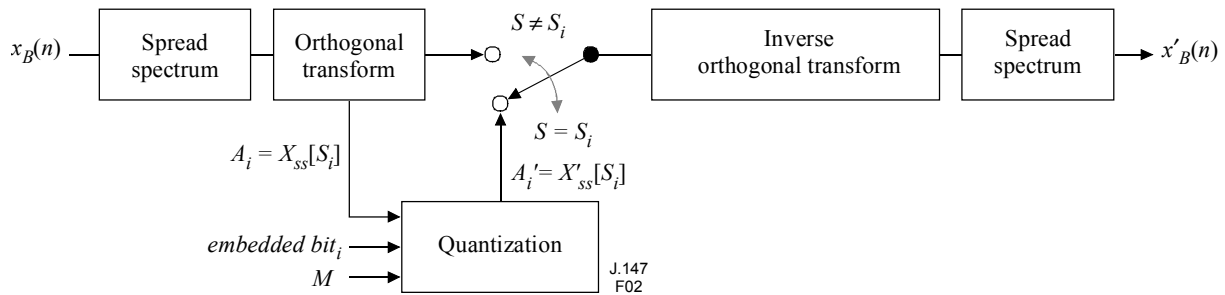 x_B(n)
Spread
spectrum
Orthogonal
transform
S ≠ S_i
S = S_i
Inverse
orthogonal transform
Spread
spectrum
x′_B(n)
A_i = X_ss[S_i]
A_i′= X′_ss[S_i]
embedded bit_i
M
Quantization
J.147
F02